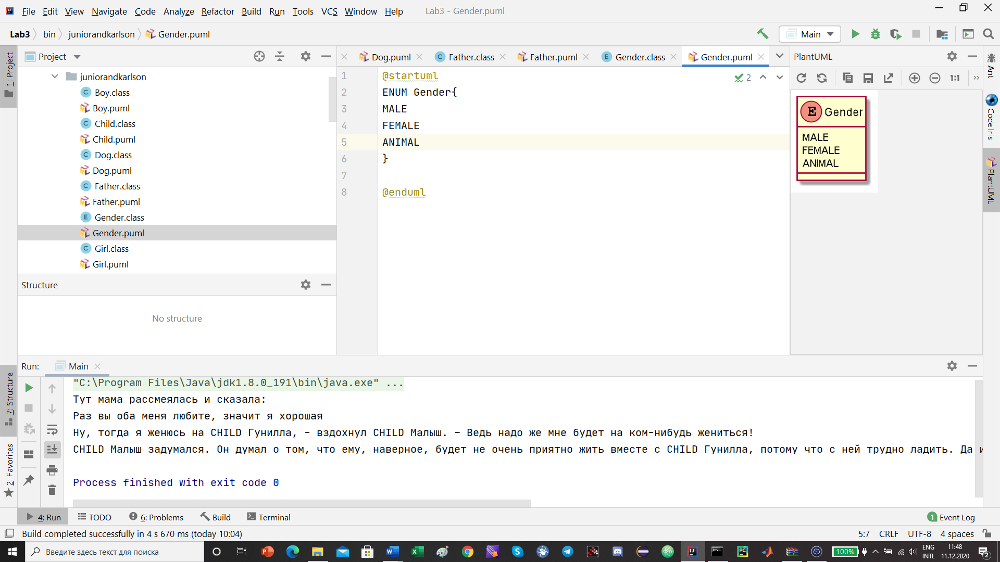 File Edit View Navigate Code Analyze Refactor Build Run Tools VCS Window Help Lab3 - Gender.puml
Lab3 bin juniorandkarlson Gender.puml Main
1: Project
Project
Dog.puml Father.class Father.puml Gender.class Gender.puml
PlantUML
juniorandkarlson
Boy.class
Boy.puml
Child.class
Child.puml
Dog.class
Dog.puml
Father.class
Father.puml
Gender.class
Gender.puml
Girl.class
Girl.puml
1 @startuml
2 ENUM Gender{
3 MALE
4 FEMALE
5 ANIMAL
6 }
7
8 @enduml
2
1:1
E Gender
MALE
FEMALE
ANIMAL
Ant
Code Iris
PlantUML
Structure
No structure
7: Structure
2: Favorites
Run: Main
"C:\Program Files\Java\jdk1.8.0_191\bin\java.exe" ...
Тут мама рассмеялась и сказала:
Раз вы оба меня любите, значит я хорошая
Ну, тогда я женюсь на CHILD Гунилла, - вздохнул CHILD Малыш. – Ведь надо же мне будет на ком-нибудь жениться!
CHILD Малыш задумался. Он думал о том, что ему, наверное, будет не очень приятно жить вместе с CHILD Гунилла, потому что с ней трудно ладить. Да и
Process finished with exit code 0
4: Run TODO 6: Problems Build Terminal 1 Event Log
Build completed successfully in 4 s 670 ms (today 10:04) 5:7 CRLF UTF-8 4 spaces
Введите здесь текст для поиска
100%
ENG
INTL
11:48
11.12.2020
2